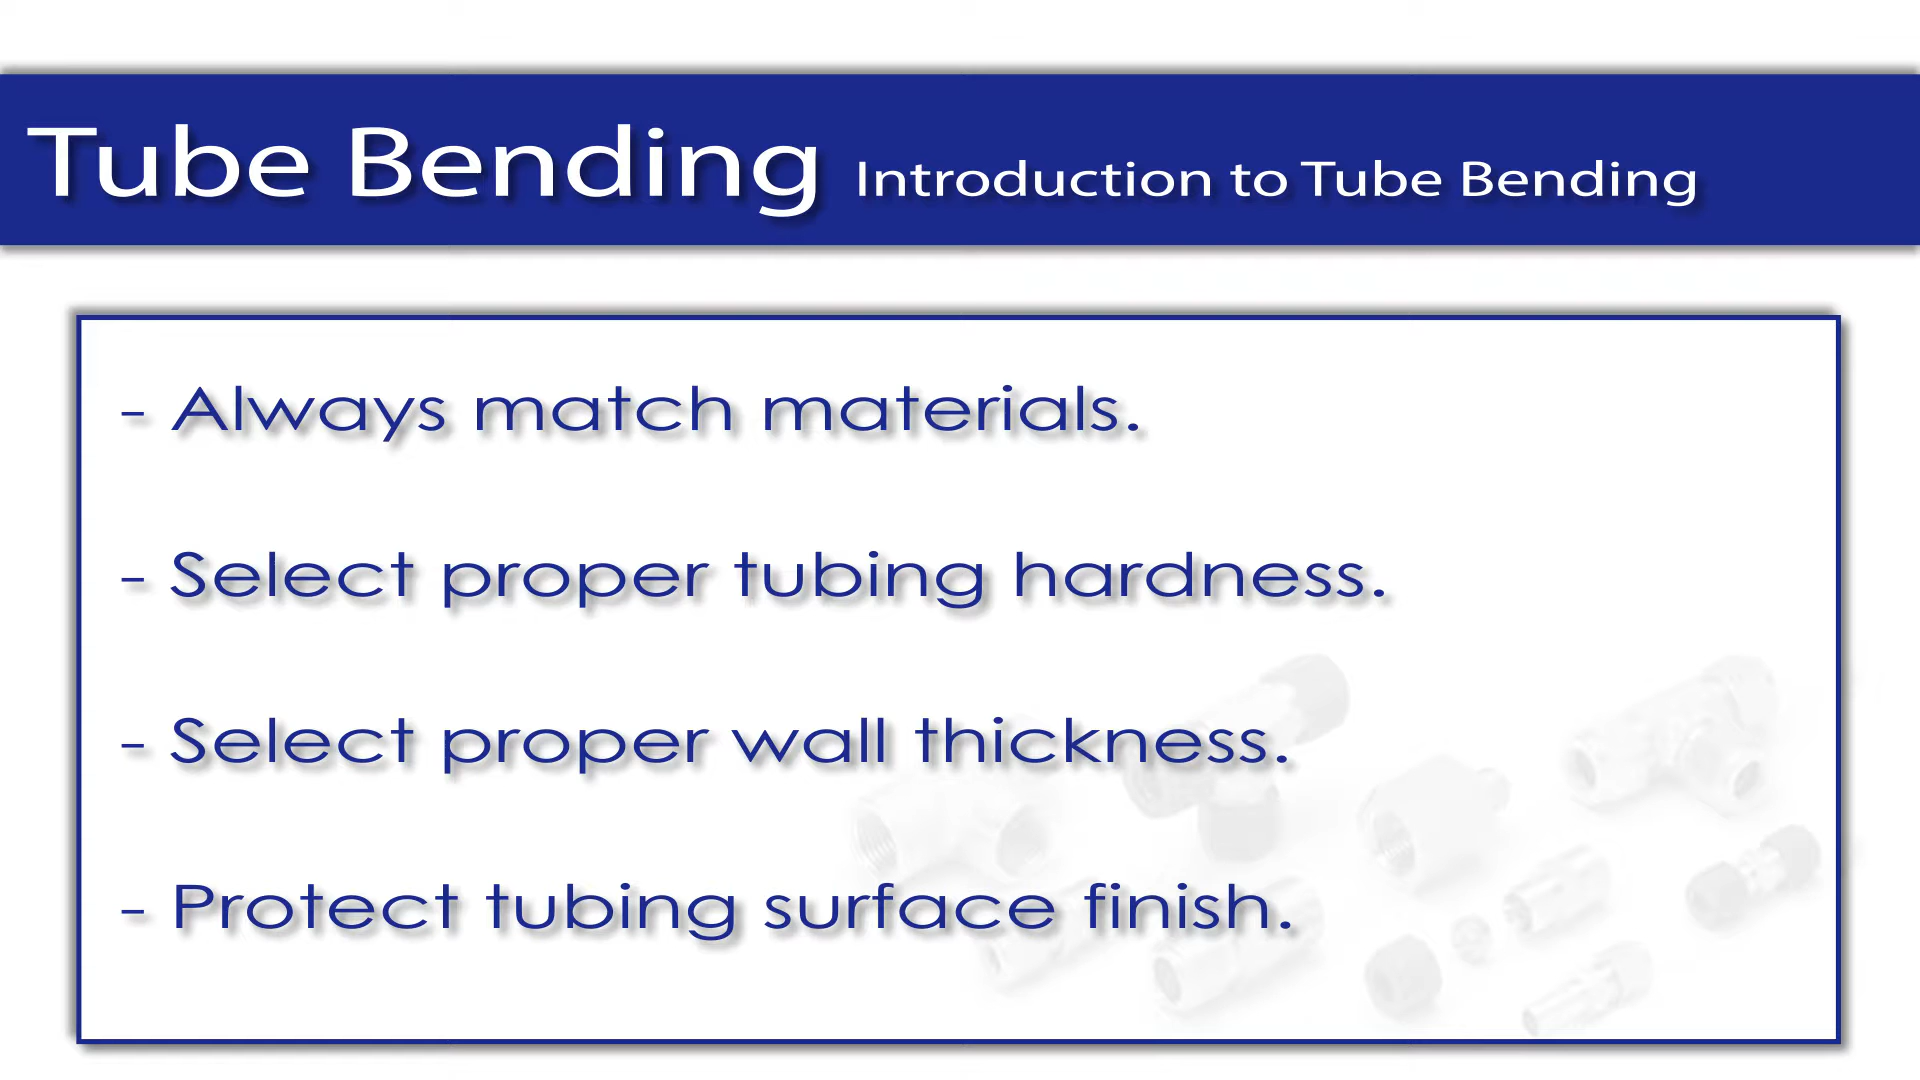 Tube Bending Introduction to Tube Bending
- Always match materials.
- Select proper tubing hardness.
- Select proper wall thickness.
- Protect tubing surface finish.